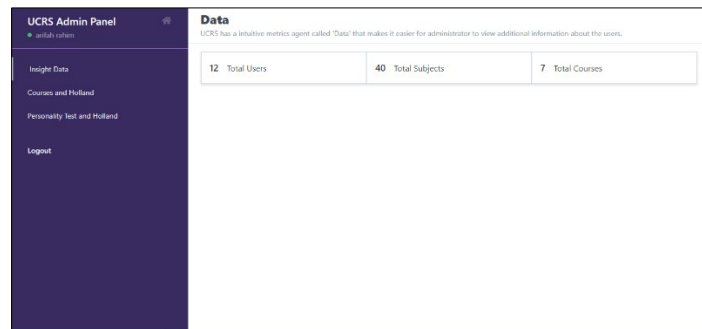 UCRS Admin Panel
arifah rahim
Insight Data
Courses and Holland
Personality Test and Holland
Logout
Data
UCRS has a intuitive metrics agent called 'Data' that makes it easier for administrator to view additional information about the users.
12 Total Users
40 Total Subjects
7 Total Courses